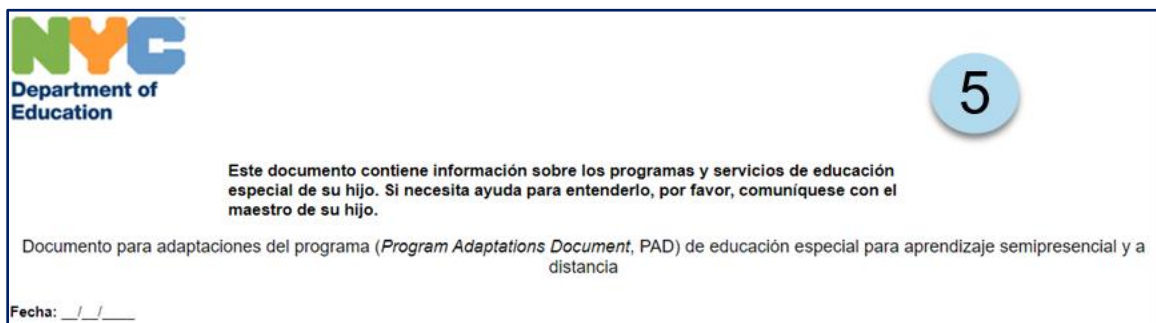 NYC
Department of
Education
5
Este documento contiene información sobre los programas y servicios de educación
especial de su hijo. Si necesita ayuda para entenderlo, por favor, comuníquese con el
maestro de su hijo.
Documento para adaptaciones del programa (Program Adaptations Document, PAD) de educación especial para aprendizaje semipresencial y a
distancia
Fecha: __/__/____